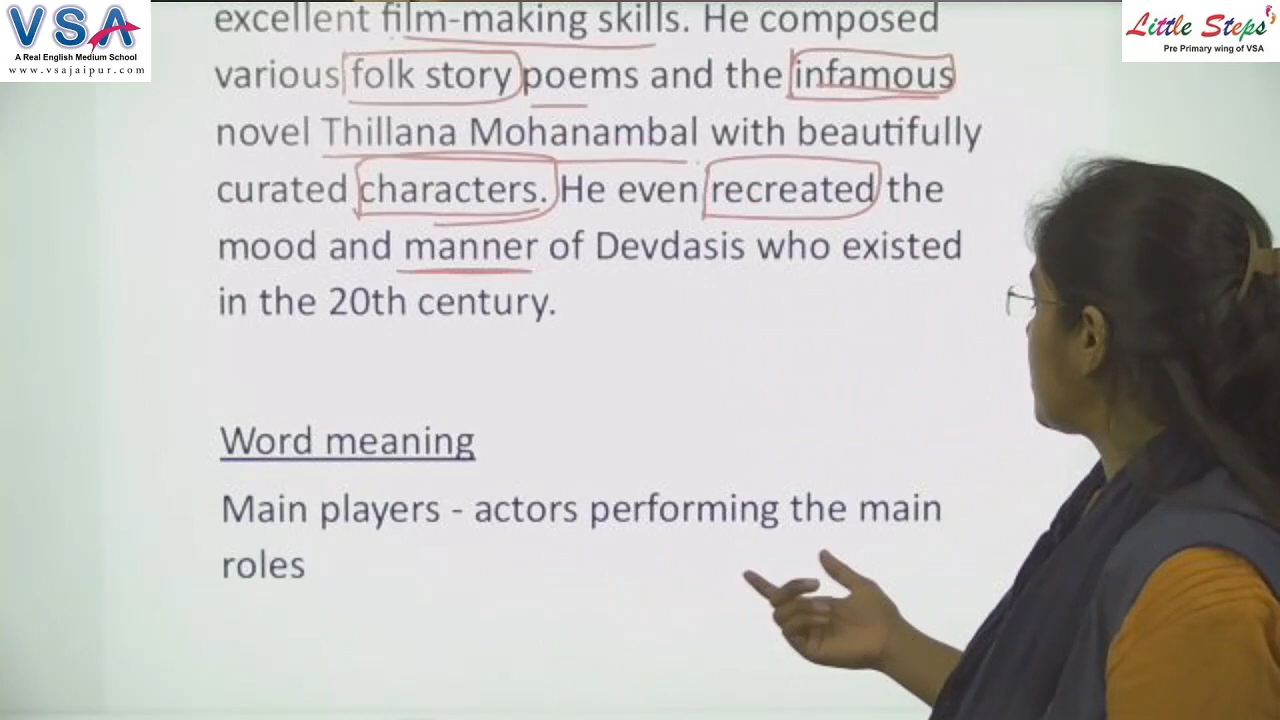 VSA
A Real English Medium School
www.vsajaipur.com
Little Steps
Pre Primary wing of VSA
excellent film-making skills. He composed
various folk story poems and the infamous
novel Thillana Mohanambal with beautifully
curated characters. He even recreated the
mood and manner of Devdasis who existed
in the 20th century.
Word meaning
Main players - actors performing the main
roles